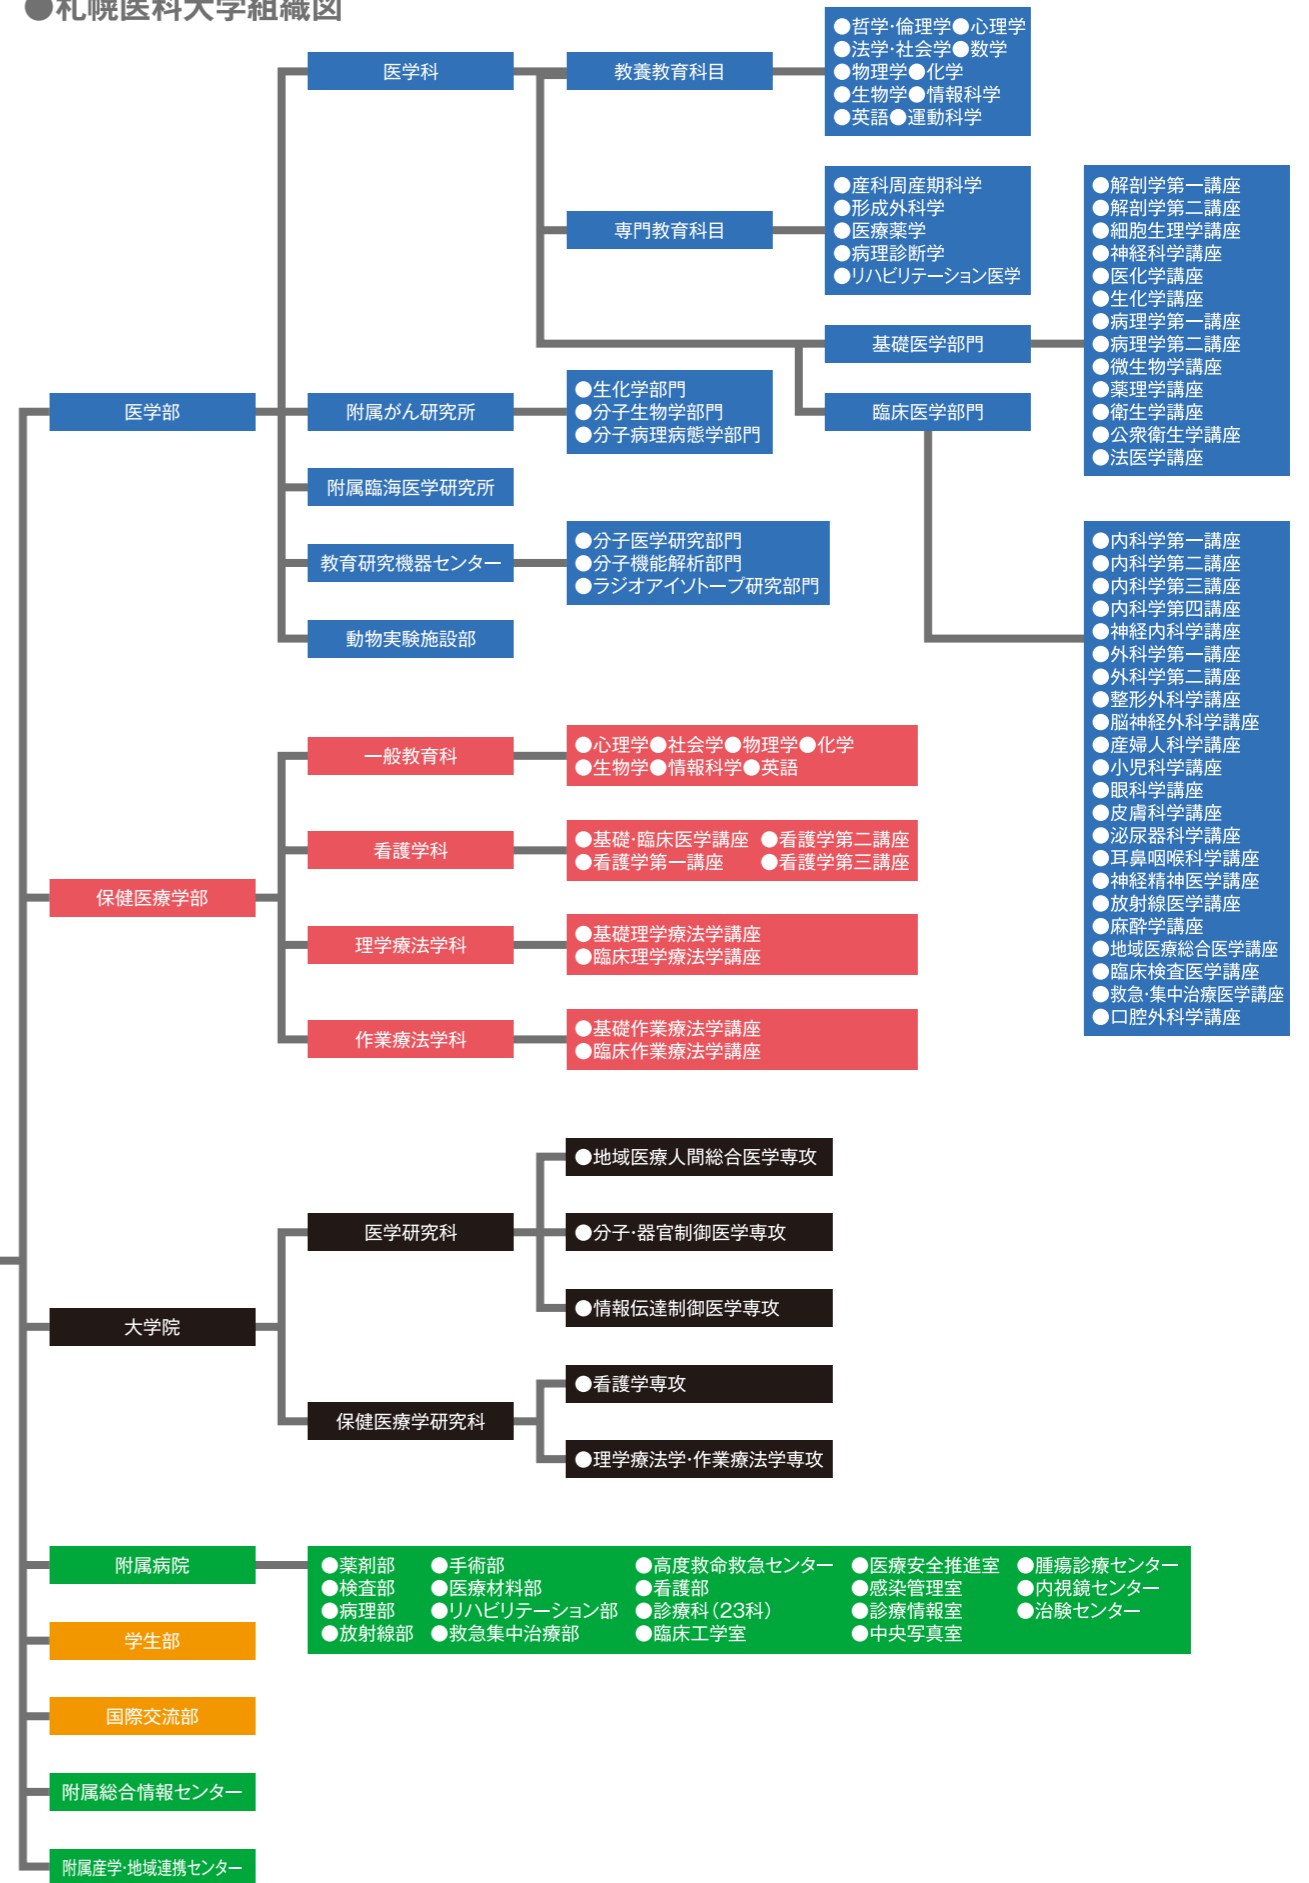 ●札幌医科大学組織図
医学部
医学科
教養教育科目
●哲学・倫理学●心理学
●法学・社会学●数学
●物理学●化学
●生物学●情報科学
●英語●運動科学
専門教育科目
●産科周産期科学
●形成外科学
●医療薬学
●病理診断学
●リハビリテーション医学
基礎医学部門
●解剖学第一講座
●解剖学第二講座
●細胞生理学講座
●神経科学講座
●医化学講座
●生化学講座
●病理学第一講座
●病理学第二講座
●微生物学講座
●薬理学講座
●衛生学講座
●公衆衛生学講座
●法医学講座
臨床医学部門
●内科学第一講座
●内科学第二講座
●内科学第三講座
●内科学第四講座
●神経内科学講座
●外科学第一講座
●外科学第二講座
●整形外科学講座
●脳神経外科学講座
●産婦人科学講座
●小児科学講座
●眼科学講座
●皮膚科学講座
●泌尿器科学講座
●耳鼻咽喉科学講座
●神経精神医学講座
●放射線医学講座
●麻酔学講座
●地域医療総合医学講座
●臨床検査医学講座
●救急・集中治療医学講座
●口腔外科学講座
附属がん研究所
●生化学部門
●分子生物学部門
●分子病理病態学部門
附属臨海医学研究所
教育研究機器センター
●分子医学研究部門
●分子機能解析部門
●ラジオアイソトープ研究部門
動物実験施設部
保健医療学部
一般教育科
●心理学●社会学●物理学●化学
●生物学●情報科学●英語
看護学科
●基礎・臨床医学講座 ●看護学第二講座
●看護学第一講座 ●看護学第三講座
理学療法学科
●基礎理学療法学講座
●臨床理学療法学講座
作業療法学科
●基礎作業療法学講座
●臨床作業療法学講座
大学院
医学研究科
●地域医療人間総合医学専攻
●分子・器官制御医学専攻
●情報伝達制御医学専攻
保健医療学研究科
●看護学専攻
●理学療法学・作業療法学専攻
附属病院
●薬剤部 ●手術部 ●高度救命救急センター ●医療安全推進室 ●腫瘍診療センター
●検査部 ●医療材料部 ●看護部 ●感染管理室 ●内視鏡センター
●病理部 ●リハビリテーション部 ●診療科（23科） ●診療情報室 ●治験センター
●放射線部 ●救急集中治療部 ●臨床工学室 ●中央写真室
学生部
国際交流部
附属総合情報センター
附属産学・地域連携センター